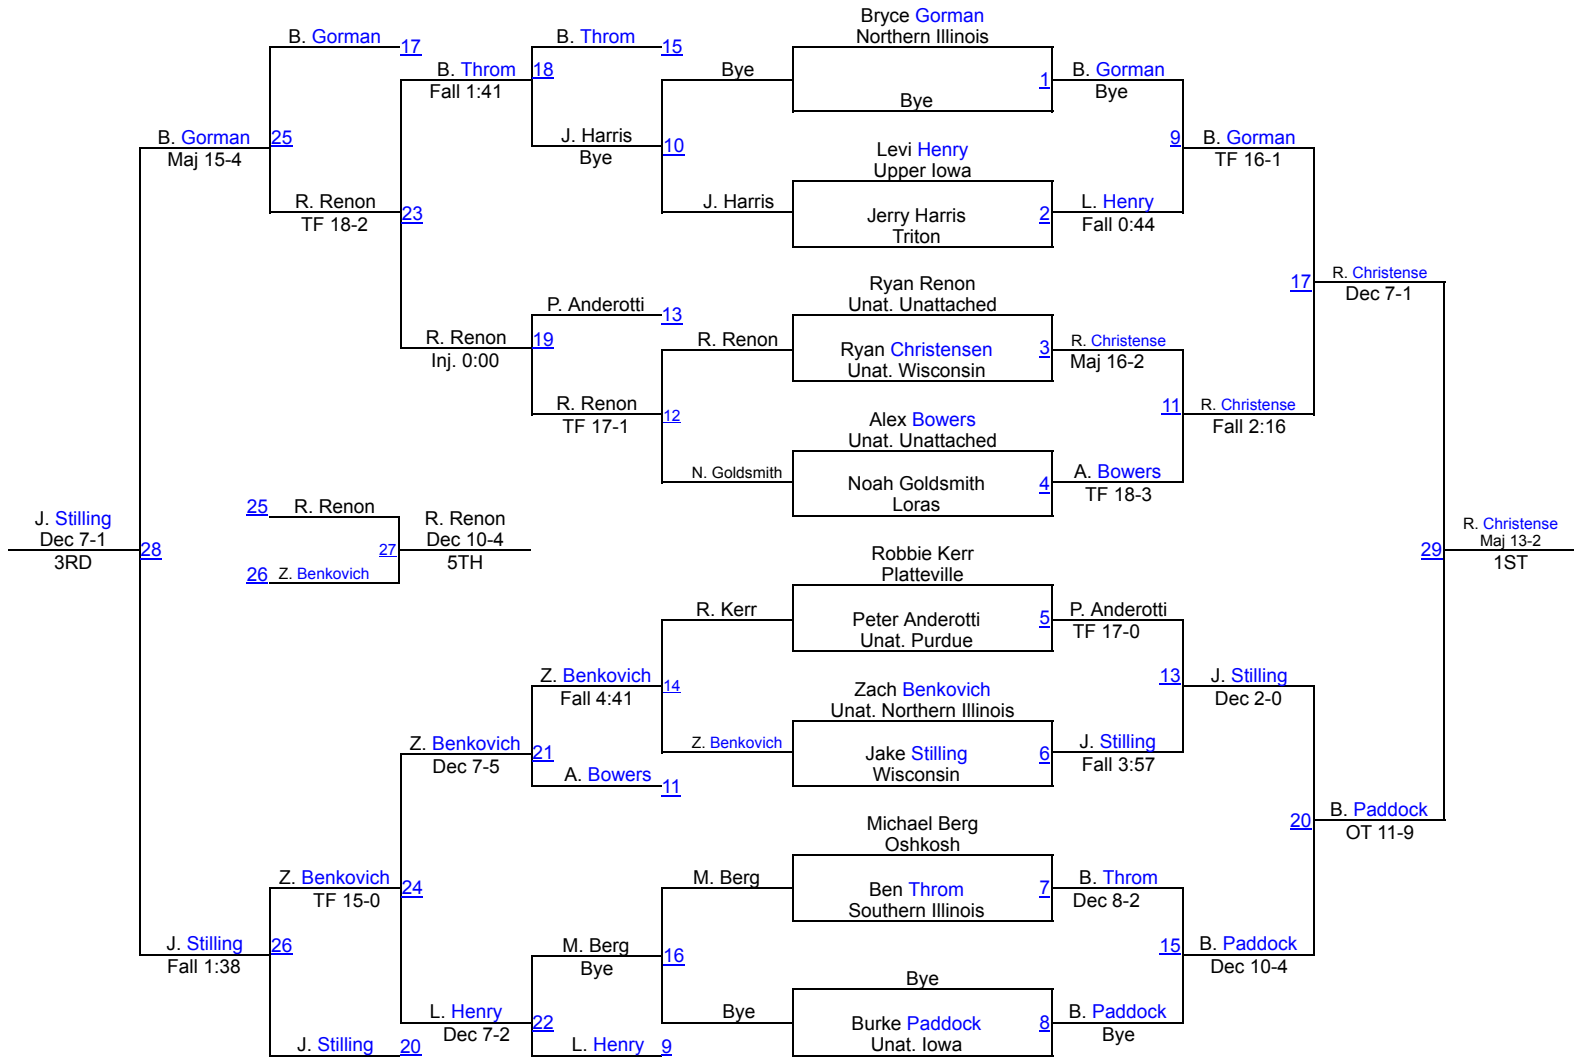 Bryce Gorman
Northern Illinois
B. Gorman
17
B. Throm
15
B. Throm
18
Bye
1
B. Gorman
Fall 1:41
Bye
Bye
B. Gorman
25
J. Harris
10
9
B. Gorman
Maj 15-4
Bye
Levi Henry
TF 16-1
Upper Iowa
R. Renon
23
J. Harris
Jerry Harris
2
L. Henry
TF 18-2
Triton
Fall 0:44
Ryan Renon
17
R. Christense
P. Anderotti
13
Unat. Unattached
Dec 7-1
R. Renon
19
R. Renon
Ryan Christensen
3
R. Christense
Inj. 0:00
Unat. Wisconsin
Maj 16-2
R. Renon
12
Alex Bowers
11
R. Christense
TF 17-1
Unat. Unattached
Fall 2:16
N. Goldsmith
Noah Goldsmith
4
A. Bowers
Loras
TF 18-3
25
R. Renon
J. Stilling
R. Renon
R. Christense
Dec 7-1
28
27
Dec 10-4
29
Maj 13-2
3RD
5TH
1ST
26
Z. Benkovich
Robbie Kerr
Platteville
R. Kerr
Peter Anderotti
5
P. Anderotti
Unat. Purdue
TF 17-0
Z. Benkovich
14
Zach Benkovich
13
J. Stilling
Fall 4:41
Unat. Northern Illinois
Dec 2-0
Z. Benkovich
21
Z. Benkovich
Jake Stilling
6
J. Stilling
Dec 7-5
Wisconsin
Fall 3:57
A. Bowers
11
Michael Berg
20
B. Paddock
Oshkosh
OT 11-9
Z. Benkovich
24
M. Berg
Ben Throm
7
B. Throm
TF 15-0
Southern Illinois
Dec 8-2
J. Stilling
26
M. Berg
16
15
B. Paddock
Fall 1:38
Bye
Bye
Dec 10-4
L. Henry
22
Bye
Burke Paddock
8
B. Paddock
Dec 7-2
Unat. Iowa
Bye
J. Stilling
20
L. Henry
9